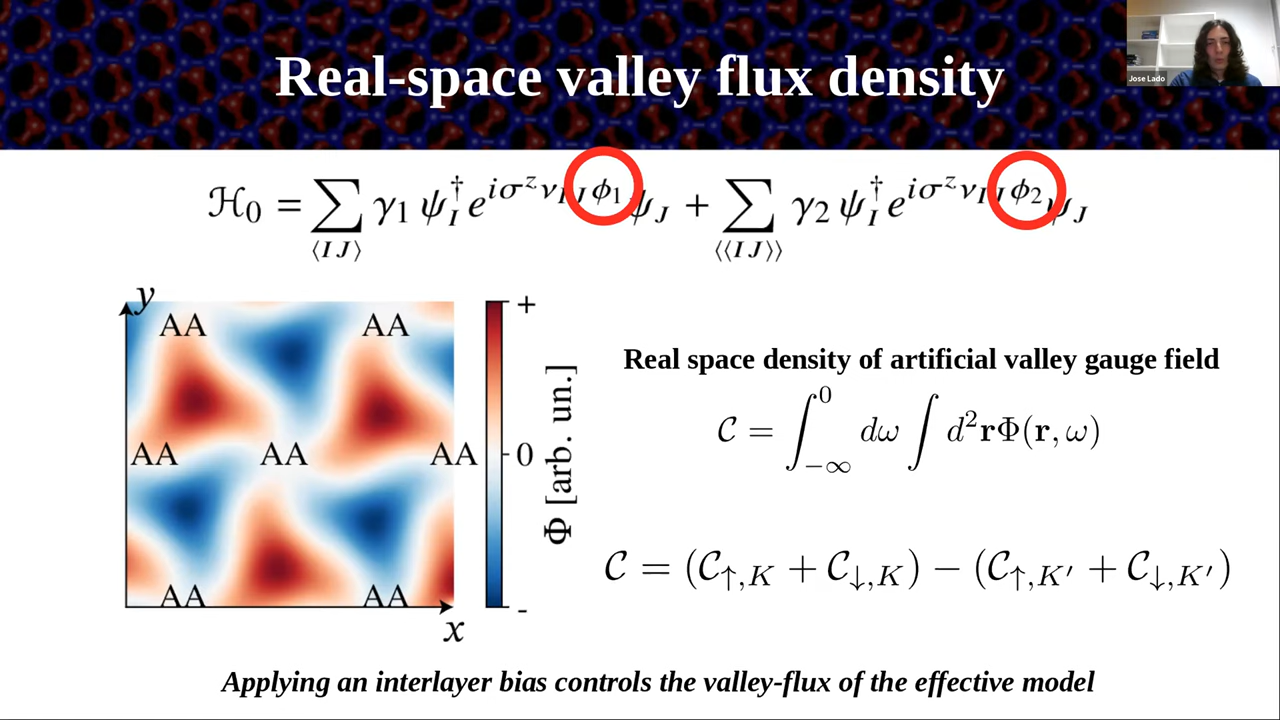 Real-space valley flux density
Jose Lado
ℋ₀ = ∑⟨IJ⟩ γ₁ ψ_I^† e^{iσ^z ν_{IJ} ϕ₁} ψ_J + ∑⟨⟨IJ⟩⟩ γ₂ ψ_I^† e^{iσ^z ν_{IJ} ϕ₂} ψ_J
y
AA AA
AA AA AA
AA AA
x
+
0
-
Φ [arb. un.]
Real space density of artificial valley gauge field
𝒞 = ∫_{−∞}^{0} dω ∫ d²𝐫Φ(𝐫, ω)
𝒞 = (𝒞_{↑,K} + 𝒞_{↓,K}) − (𝒞_{↑,K′} + 𝒞_{↓,K′})
Applying an interlayer bias controls the valley-flux of the effective model